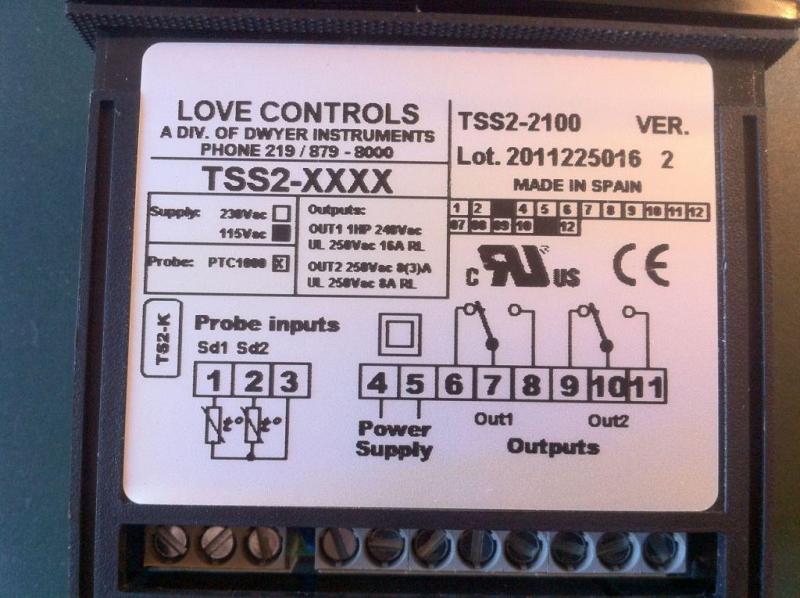 LOVE CONTROLS
A DIV. OF DWYER INSTRUMENTS
PHONE 219 / 879 - 8000
TSS2-XXXX
TSS2-2100 VER.
Lot. 2011225016 2
MADE IN SPAIN
1 2 4 5 6 7 8 9 10 11 12
07 08 09 10 12
Supply: 230Vac
115Vac
Probe: PTC1000 X
Outputs:
OUT1 1HP 240Vac
UL 250Vac 16A RL
OUT2 250Vac 8(3)A
UL 250Vac 8A RL
C RU US CE
TS2-K
Probe inputs
Sd1 Sd2
1 2 3
t° t°
4 5 6 7 8 9 10 11
Power
Supply
Out1 Out2
Outputs